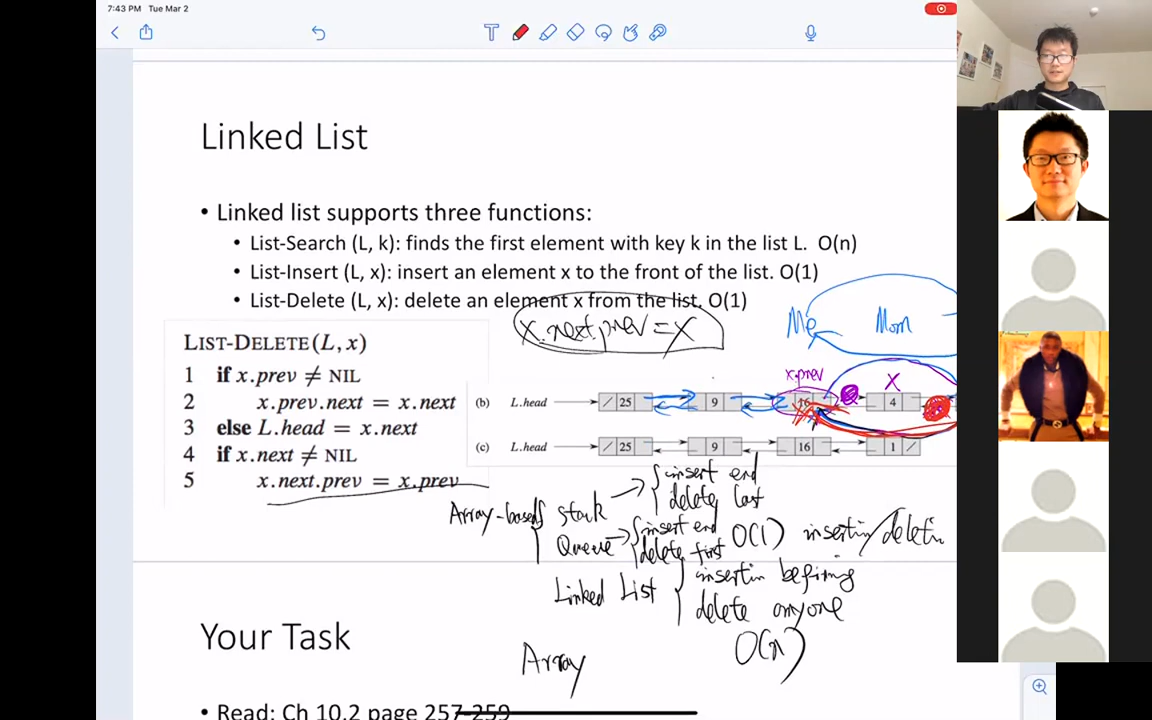 7:43 PM Tue Mar 2
Linked List
• Linked list supports three functions:
• List-Search (L, k): finds the first element with key k in the list L. O(n)
• List-Insert (L, x): insert an element x to the front of the list. O(1)
• List-Delete (L, x): delete an element x from the list. O(1)
x.next.prev = x
Me Mom
LIST-DELETE(L, x)
1 if x.prev ≠ NIL
2 x.prev.next = x.next
3 else L.head = x.next
4 if x.next ≠ NIL
5 x.next.prev = x.prev
x.prev X
(b) L.head 25 9 16 4
(c) L.head 25 9 16 1
Array-based Stack insert end
delete last
Queue insert end
delete first
O(1) inserting/deletin
Linked List insertin
delete anyone
Array O(n)
Your Task
• Read: Ch 10.2 page 257-259